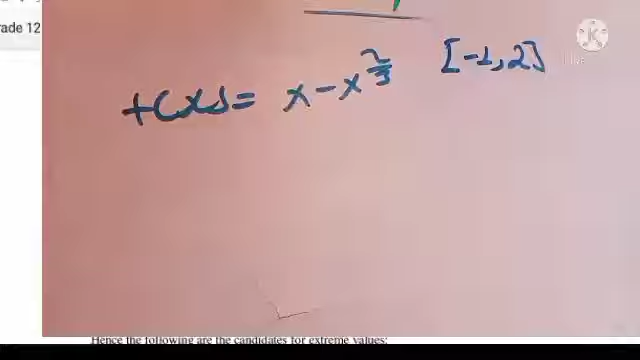 rade 12
f(x) = x - x^{2/3} [-1, 2]
Hence the following are the candidates for extreme values: